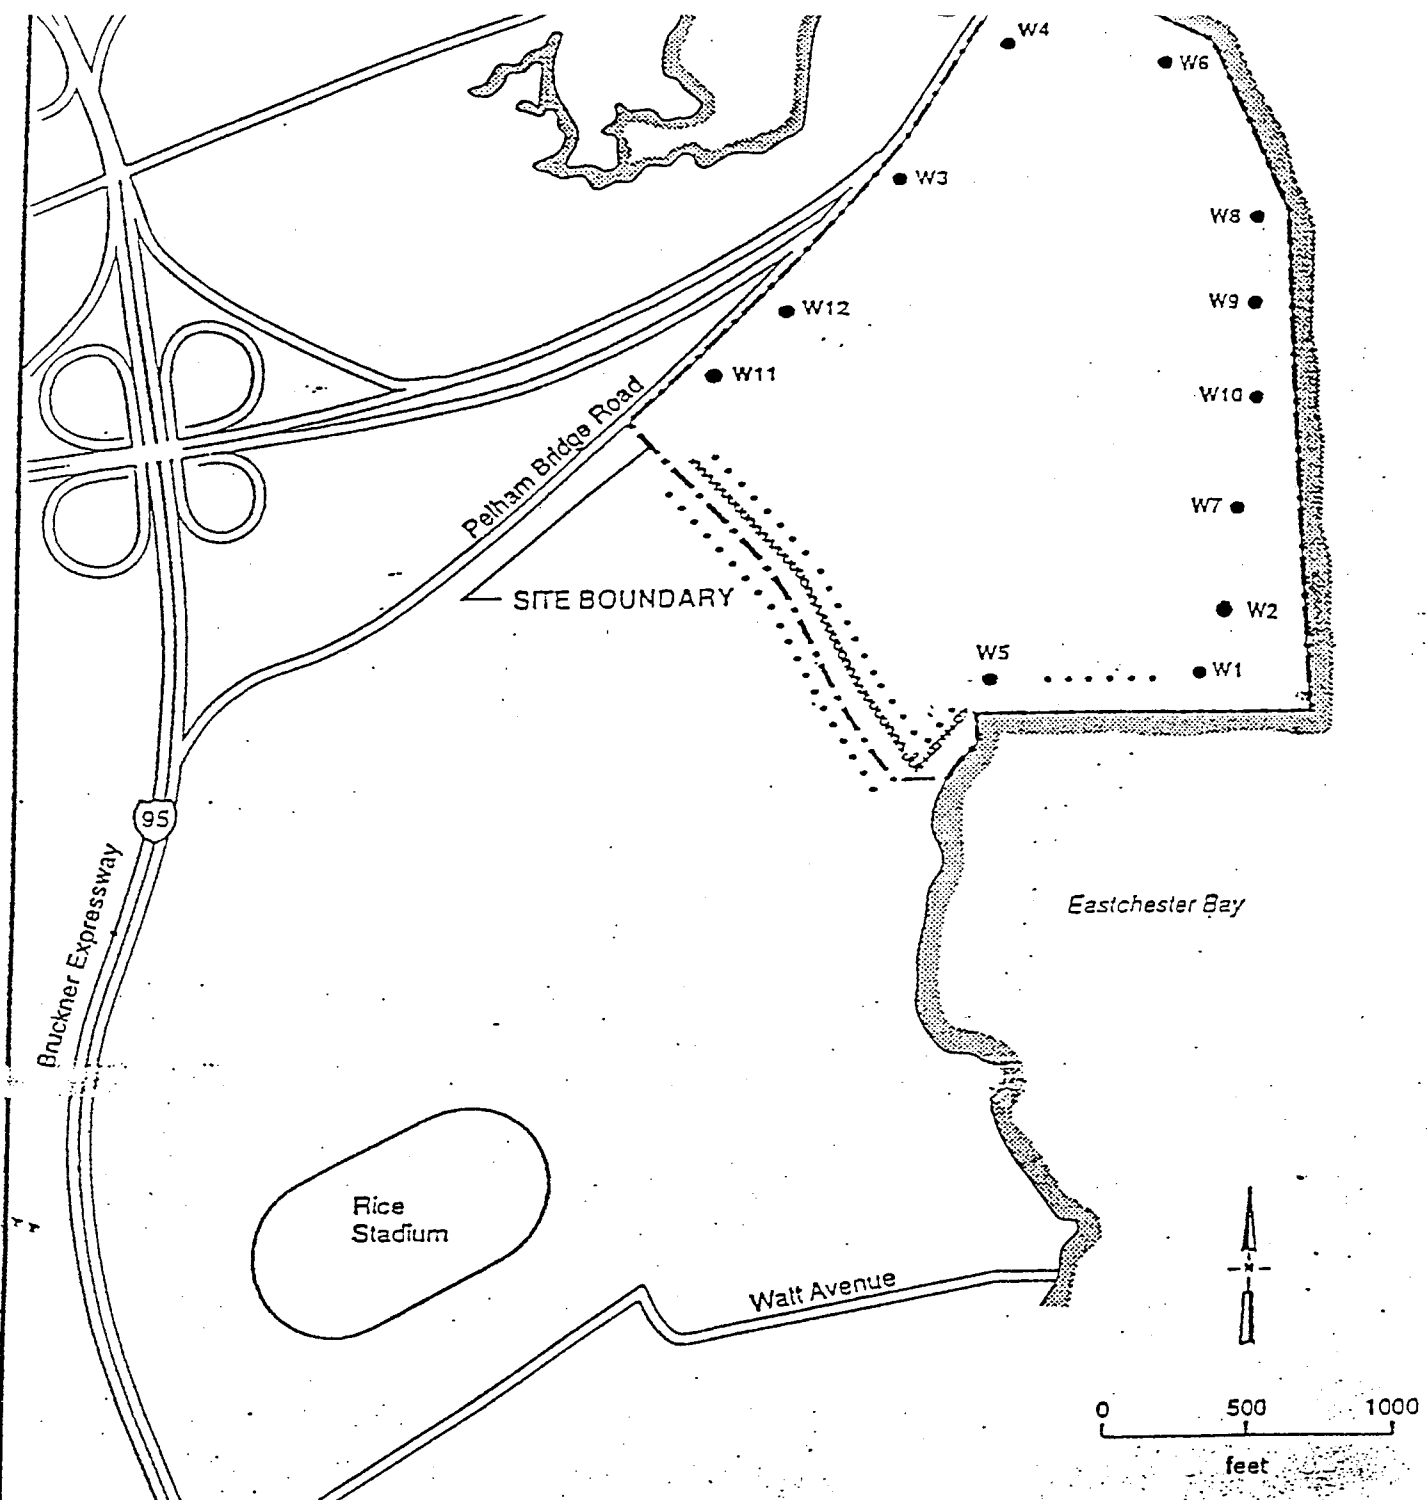 W4
W6
W3
W8
W9
W12
W11
W10
Pelham Bridge Road
W7
SITE BOUNDARY
W2
W5
W1
95
Bruckner Expressway
Eastchester Bay
Rice
Stadium
Watt Avenue
N
0 500 1000
feet